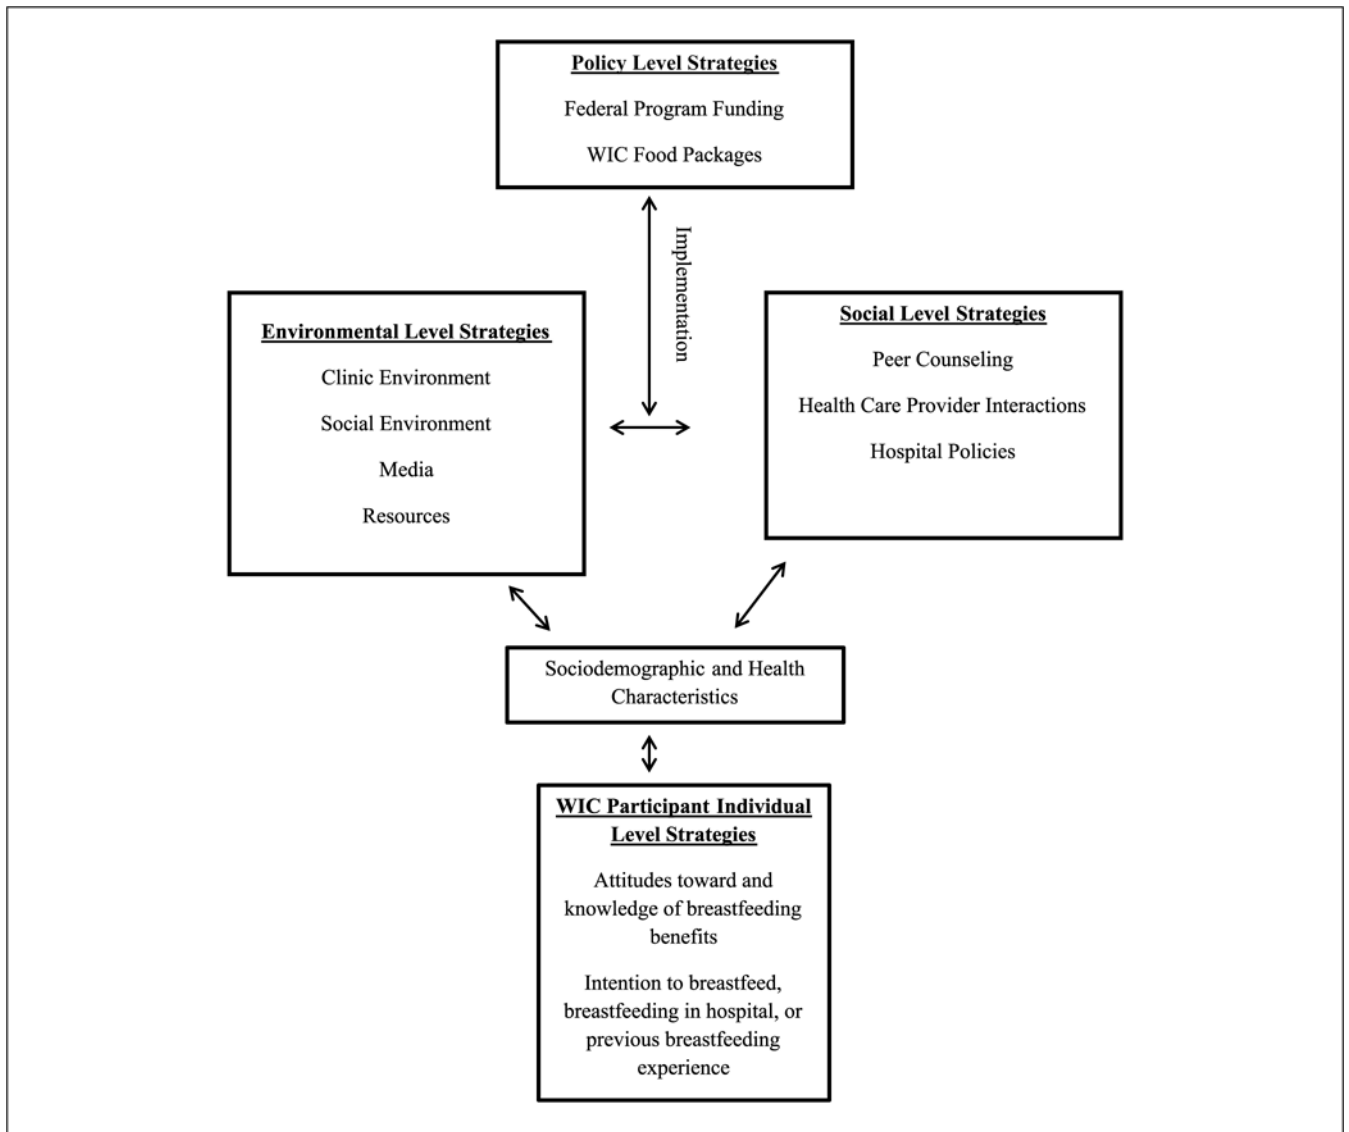 Policy Level Strategies
Federal Program Funding
WIC Food Packages
Implementation
Environmental Level Strategies
Clinic Environment
Social Environment
Media
Resources
Social Level Strategies
Peer Counseling
Health Care Provider Interactions
Hospital Policies
Sociodemographic and Health
Characteristics
WIC Participant Individual
Level Strategies
Attitudes toward and
knowledge of breastfeeding
benefits
Intention to breastfeed,
breastfeeding in hospital, or
previous breastfeeding
experience